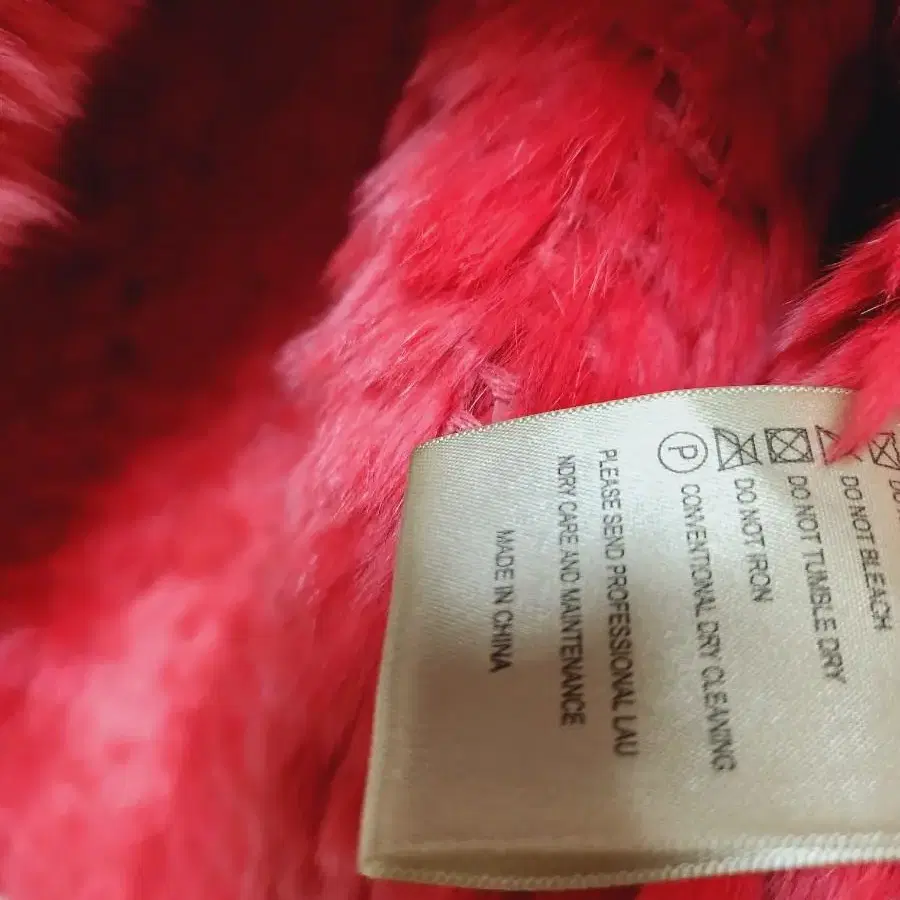 DO NOT BLEACH
DO NOT TUMBLE DRY
DO NOT IRON
P CONVENTIONAL DRY CLEANING
PLEASE SEND PROFESSIONAL LAU
NDRY CARE AND MAINTENANCE
MADE IN CHINA